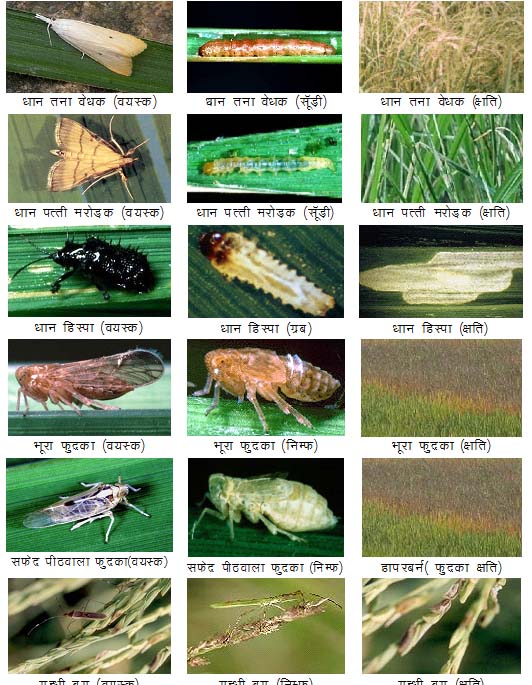 धान तना वेधक (वयस्क) धान तना वेधक (सूॅंडी) धान तना वेधक (क्षति)
धान पत्ती मरोड़क (वयस्क) धान पत्ती मरोड़क (सूॅंडी) धान पत्ती मरोड़क (क्षति)
धान हिस्पा (वयस्क) धान हिस्पा (ग्रब) धान हिस्पा (क्षति)
भूरा फुदका (वयस्क) भूरा फुदका (निम्फ) भूरा फुदका (क्षति)
सफेद पीठवाला फुदका(वयस्क) सफेद पीठवाला फुदका (निम्फ) हापरबर्न( फुदका क्षति)